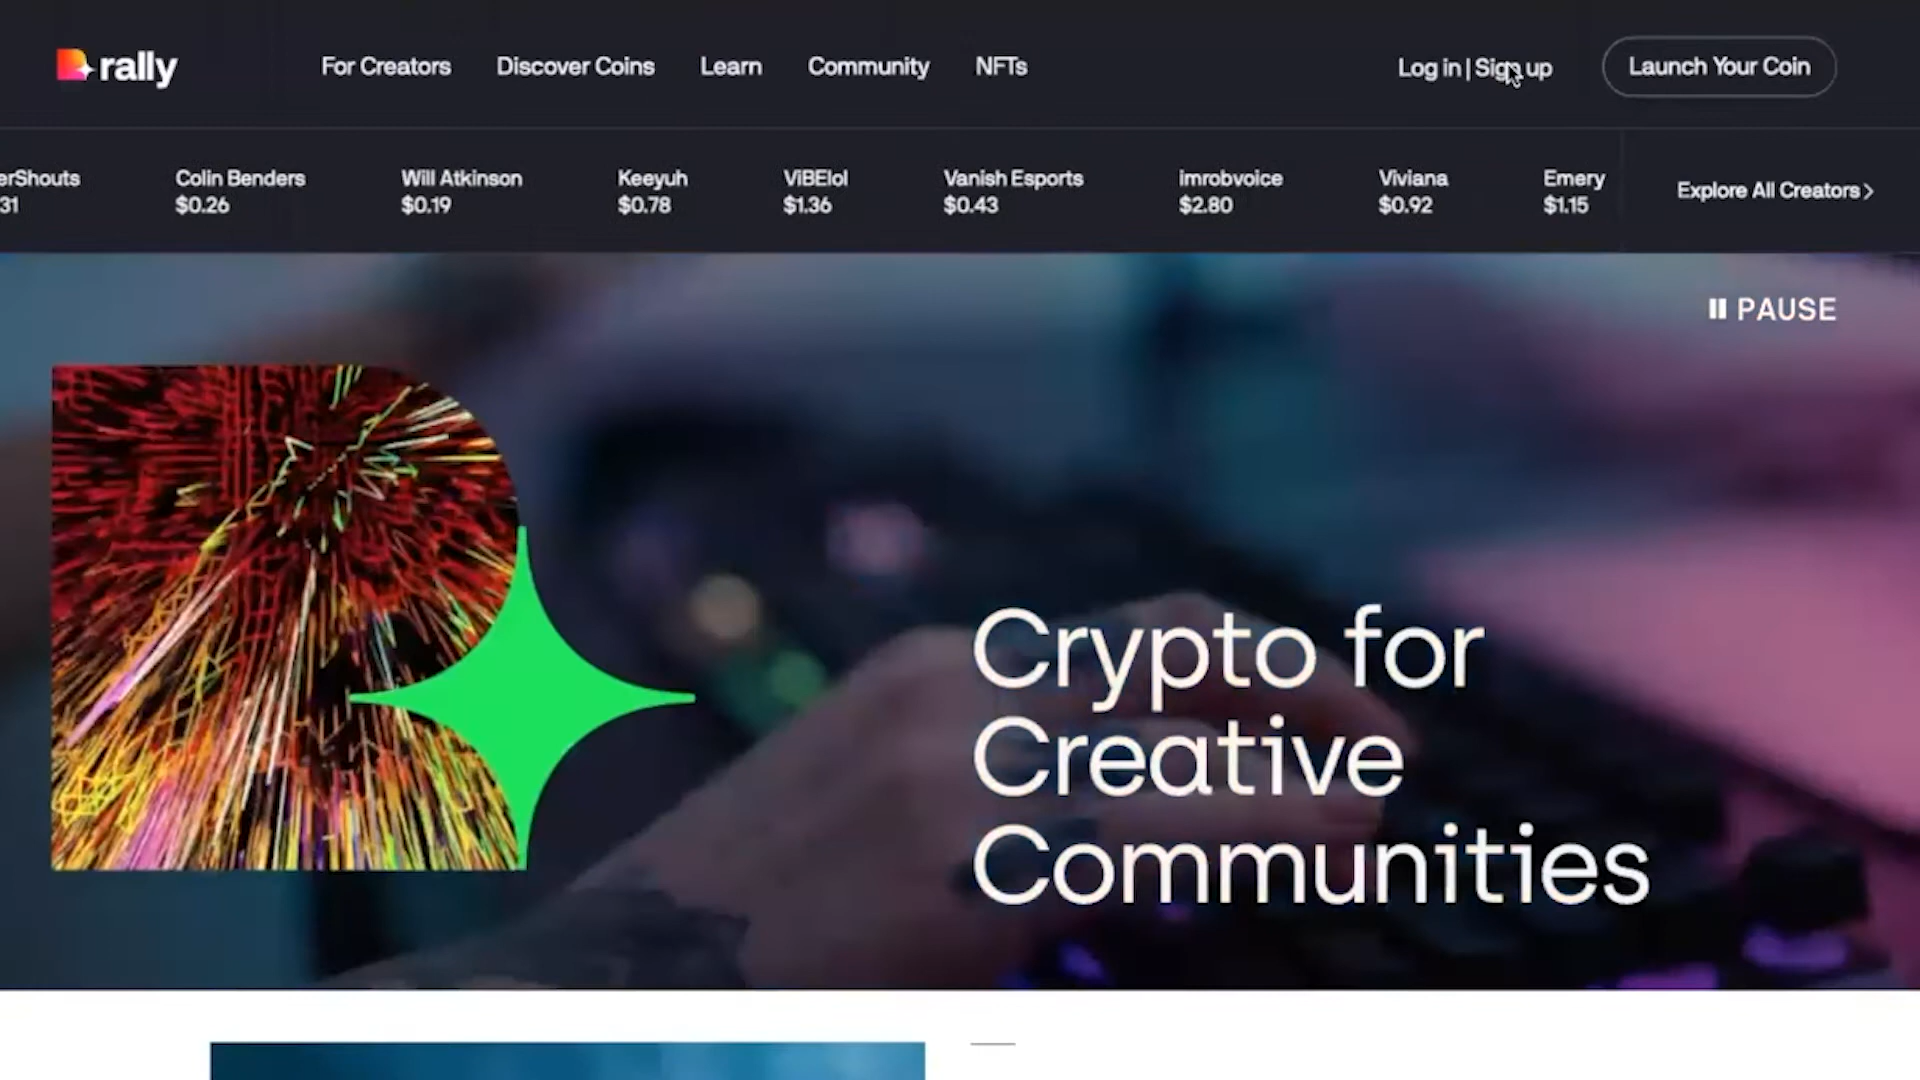 rally
For Creators
Discover Coins
Learn
Community
NFTs
Log in | Sign up
Launch Your Coin
erShouts
31
Colin Benders
$0.26
Will Atkinson
$0.19
Keeyuh
$0.78
ViBElol
$1.36
Vanish Esports
$0.43
imrobvoice
$2.80
Viviana
$0.92
Emery
$1.15
Explore All Creators
PAUSE
Crypto for
Creative
Communities